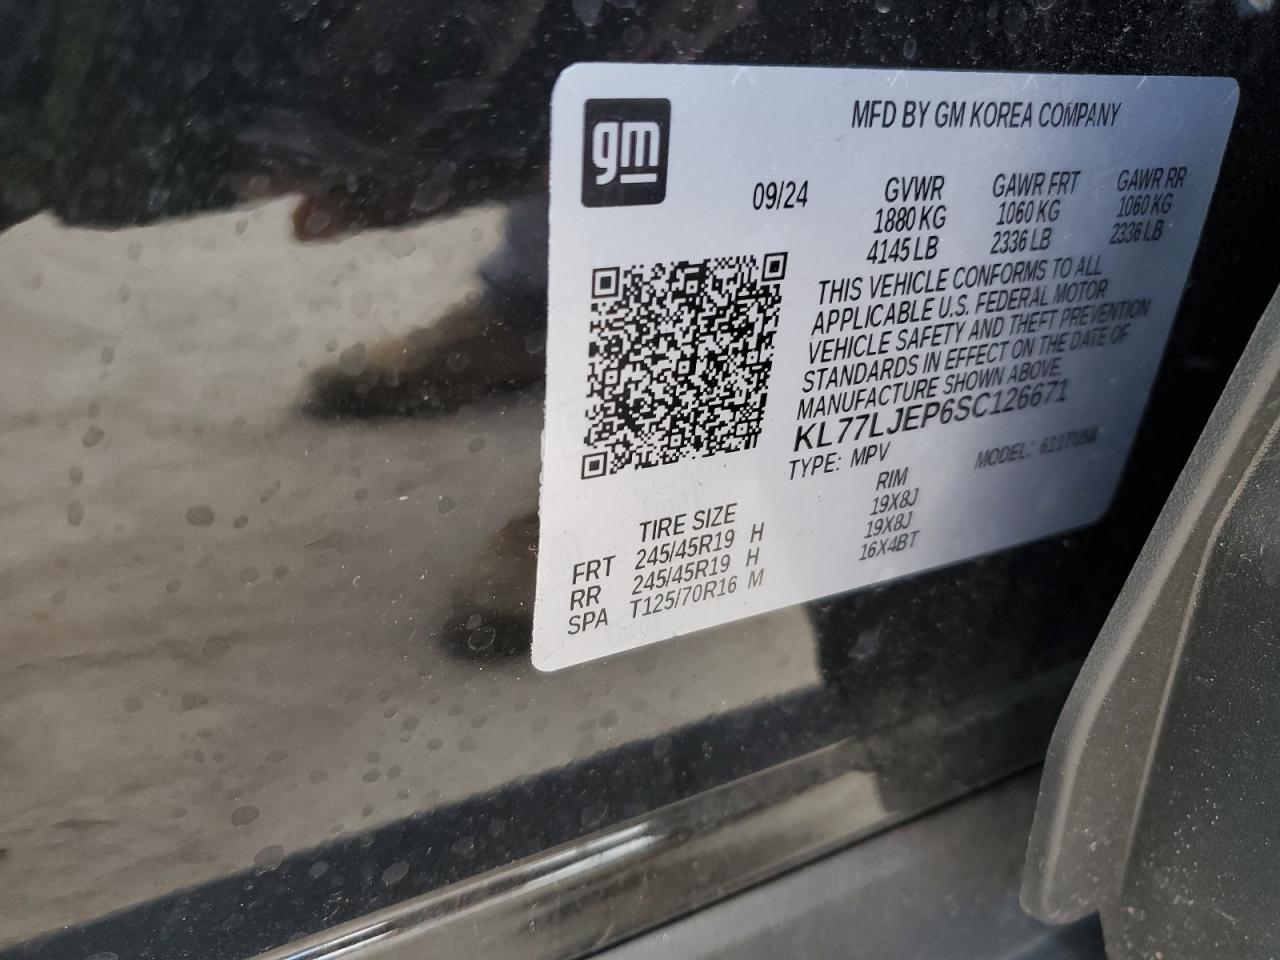 gm
MFD BY GM KOREA COMPANY
09/24
GVWR GAWR FRT GAWR RR
1880 KG 1060 KG 1060 KG
4145 LB 2336 LB 2336 LB
THIS VEHICLE CONFORMS TO ALL
APPLICABLE U.S. FEDERAL MOTOR
VEHICLE SAFETY AND THEFT PREVENTION
STANDARDS IN EFFECT ON THE DATE OF
MANUFACTURE SHOWN ABOVE.
KL77LJEP6SC126671
TYPE: MPV MODEL:
TIRE SIZE RIM
FRT 245/45R19 H 19X8J
RR 245/45R19 H 19X8J
SPA T125/70R16 M 16X4BT